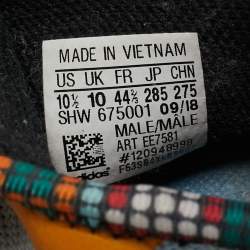 MADE IN VIETNAM
US UK FR JP CHN
10½ 10 44⅔ 285 275
SHW 675001 09/18
MALE/MÂLE
ART EE7581
#120948998
adidas